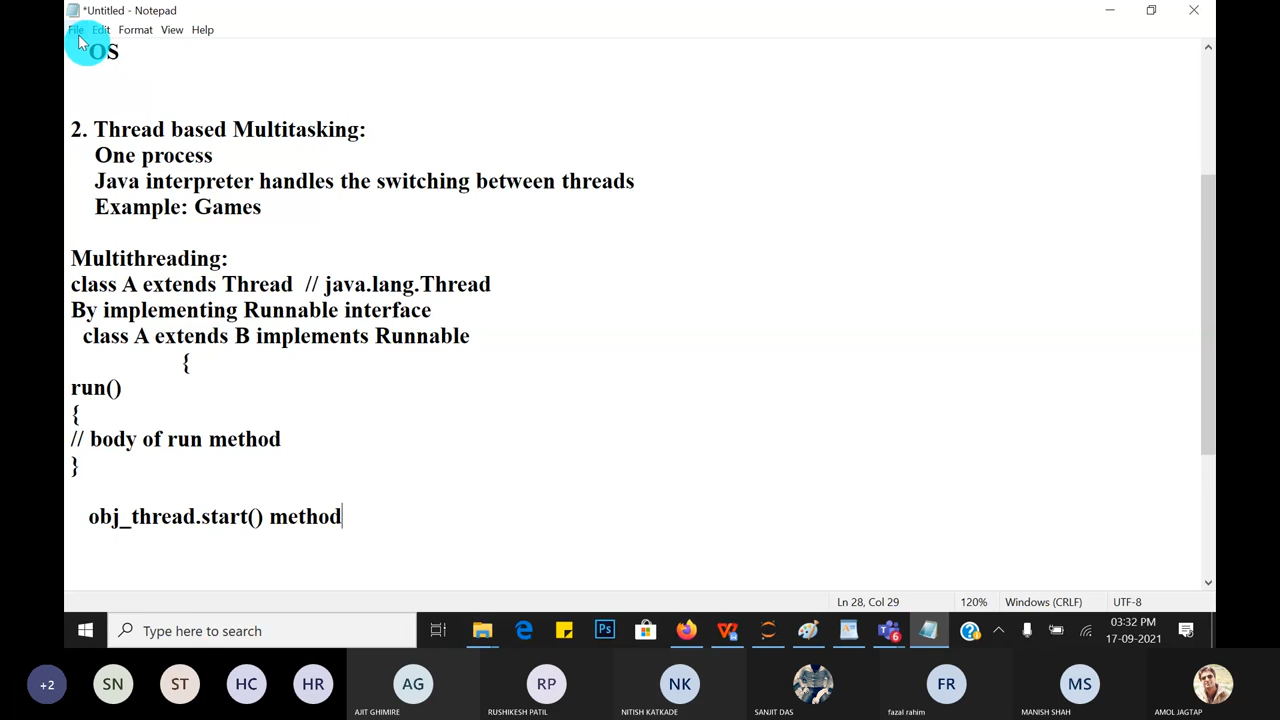 *Untitled - Notepad
File Edit Format View Help
OS
2. Thread based Multitasking:
One process
Java interpreter handles the switching between threads
Example: Games
Multithreading:
class A extends Thread // java.lang.Thread
By implementing Runnable interface
class A extends B implements Runnable
{
run()
{
// body of run method
}
obj_thread.start() method
Ln 28, Col 29 120% Windows (CRLF) UTF-8
Type here to search
Ps
6
03:32 PM
17-09-2021
+2 SN ST HC HR AG RP NK FR MS
AJIT GHIMIRE RUSHIKESH PATIL NITISH KATKADE SANJIT DAS fazal rahim MANISH SHAH AMOL JAGTAP